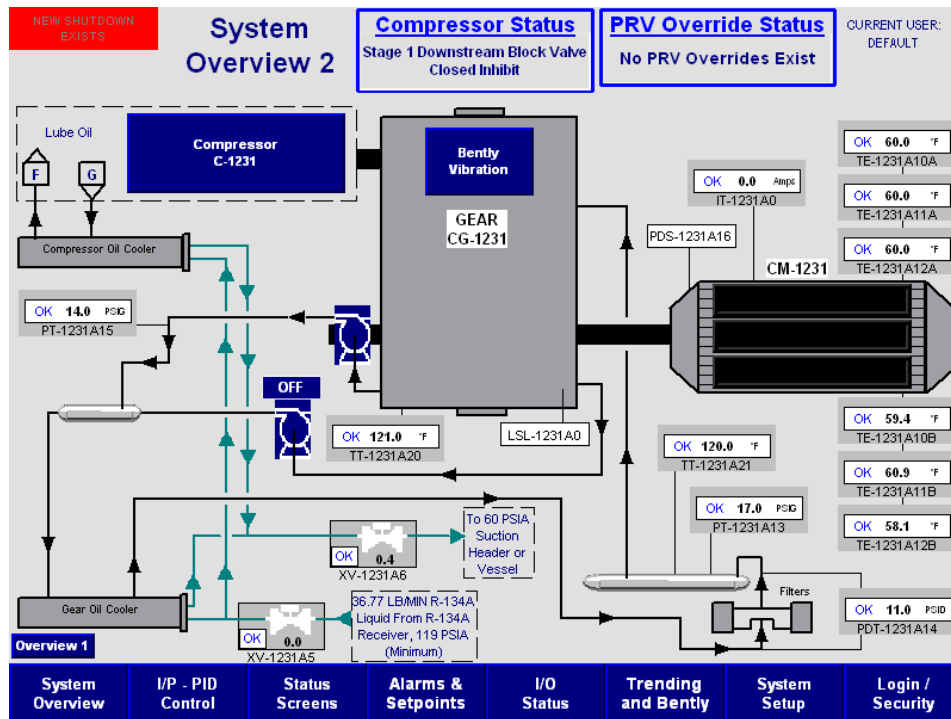 NEW SHUTDOWN
EXISTS
System
Overview 2
Compressor Status
Stage 1 Downstream Block Valve
Closed Inhibit
PRV Override Status
No PRV Overrides Exist
CURRENT USER:
DEFAULT
Lube Oil
F
G
Compressor
C-1231
Bently
Vibration
GEAR
CG-1231
Compressor Oil Cooler
OK 14.0 PSIG
PT-1231A15
OFF
OK 121.0 °F
TT-1231A20
LSL-1231A0
OK 0.0 Amps
IT-1231A0
PDS-1231A16
CM-1231
OK 60.0 °F
TE-1231A10A
OK 60.0 °F
TE-1231A11A
OK 60.0 °F
TE-1231A12A
OK 59.4 °F
TE-1231A10B
OK 60.9 °F
TE-1231A11B
OK 58.1 °F
TE-1231A12B
OK 120.0 °F
TT-1231A21
OK 17.0 PSIG
PT-1231A13
Filters
OK 11.0 PSID
PDT-1231A14
OK 0.4
XV-1231A6
To 60 PSIA
Suction
Header or
Vessel
Gear Oil Cooler
OK 0.0
XV-1231A5
36.77 LB/MIN R-134A
Liquid From R-134A
Receiver, 119 PSIA
(Minimum)
Overview 1
System
Overview
I/P - PID
Control
Status
Screens
Alarms &
Setpoints
I/O
Status
Trending
and Bently
System
Setup
Login /
Security